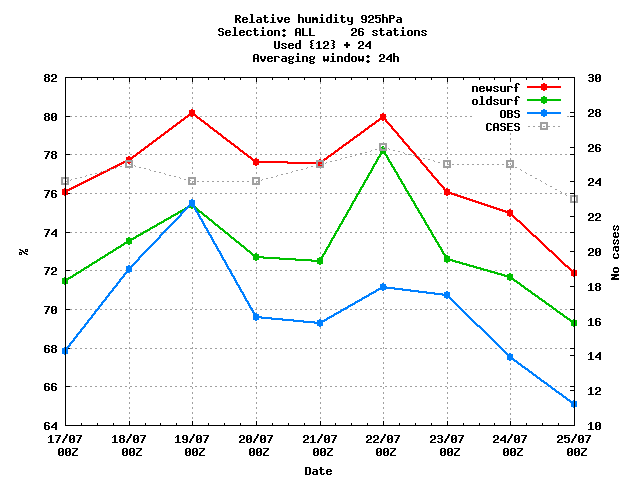 Relative humidity 925hPa
Selection: ALL     26 stations
Used {12} + 24
Averaging window: 24h
82 30
newsurf
oldsurf
OBS
CASES
80 28
78 26
76 24
74 22
72 20
70 18
68 16
66 14
64 12
10
%
No cases
17/07 18/07 19/07 20/07 21/07 22/07 23/07 24/07 25/07
00Z 00Z 00Z 00Z 00Z 00Z 00Z 00Z 00Z
Date